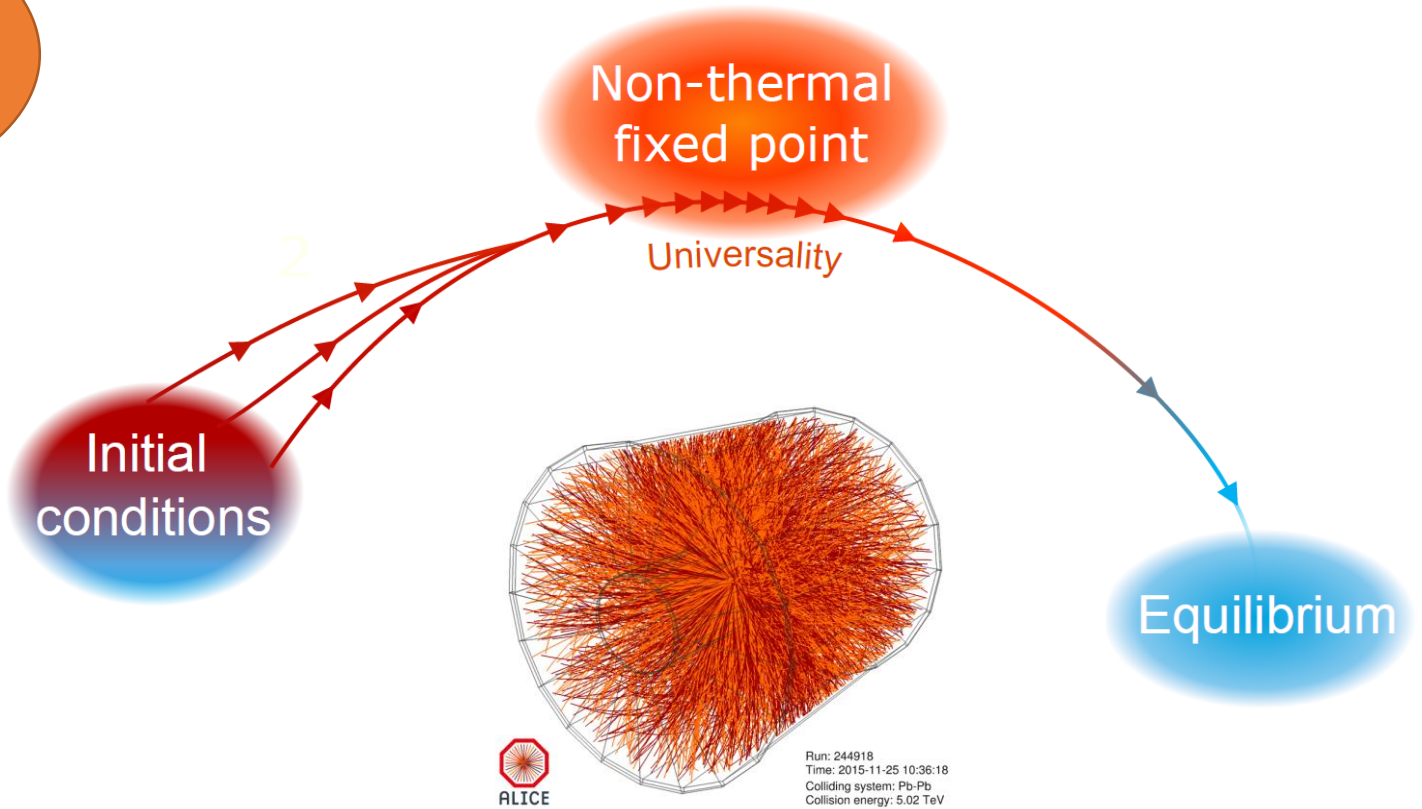 Non-thermal
fixed point
Universality
2
Initial
conditions
Equilibrium
ALICE
Run: 244918
Time: 2015-11-25 10:36:18
Colliding system: Pb-Pb
Collision energy: 5.02 TeV